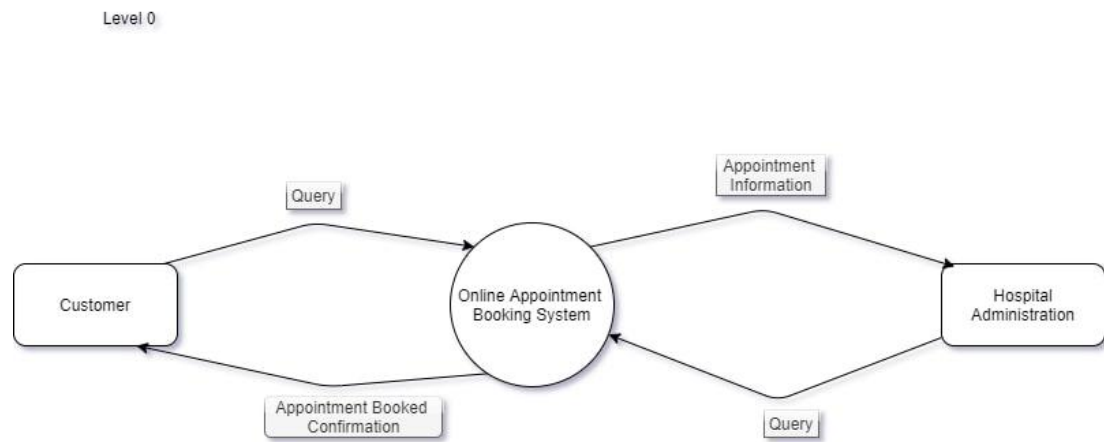 Level 0
Appointment
Information
Query
Customer
Online Appointment
Booking System
Hospital
Administration
Appointment Booked
Confirmation
Query